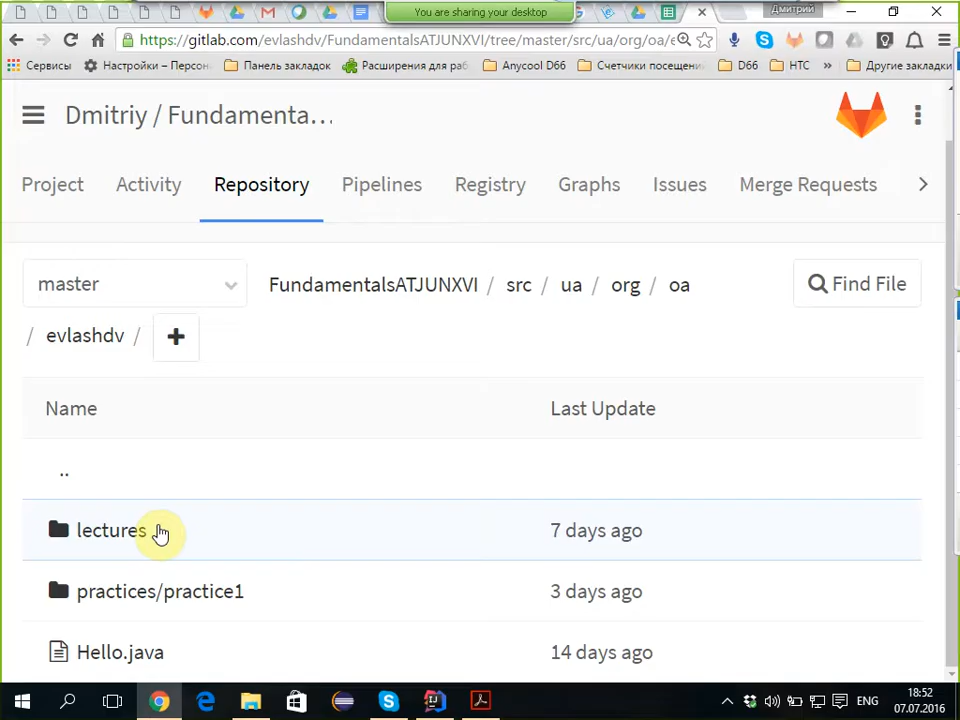 You are sharing your desktop
Дмитрий
https://gitlab.com/evlashdv/FundamentalsATJUNXVI/tree/master/src/ua/org/oa/e
Сервисы Настройки – Персон Панель закладок Расширения для раб Anycool D66 Счетчики посещени D66 НТС » Другие закладки
Dmitriy / Fundamenta…
Project Activity Repository Pipelines Registry Graphs Issues Merge Requests
master FundamentalsATJUNXVI / src / ua / org / oa Find File
/ evlashdv / +
Name Last Update
..
lectures 7 days ago
practices/practice1 3 days ago
Hello.java 14 days ago
ENG 18:52
07.07.2016